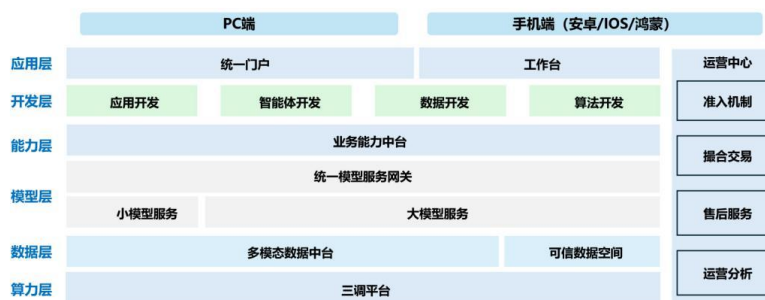 PC端
手机端（安卓/IOS/鸿蒙）
应用层
统一门户
工作台
运营中心
开发层
应用开发
智能体开发
数据开发
算法开发
准入机制
能力层
业务能力中台
撮合交易
模型层
统一模型服务网关
小模型服务
大模型服务
售后服务
数据层
多模态数据中台
可信数据空间
运营分析
算力层
三调平台